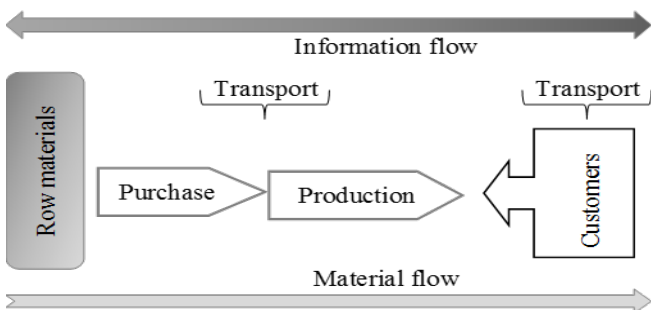 Information flow
Transport
Transport
Row materials
Purchase
Production
Customers
Material flow